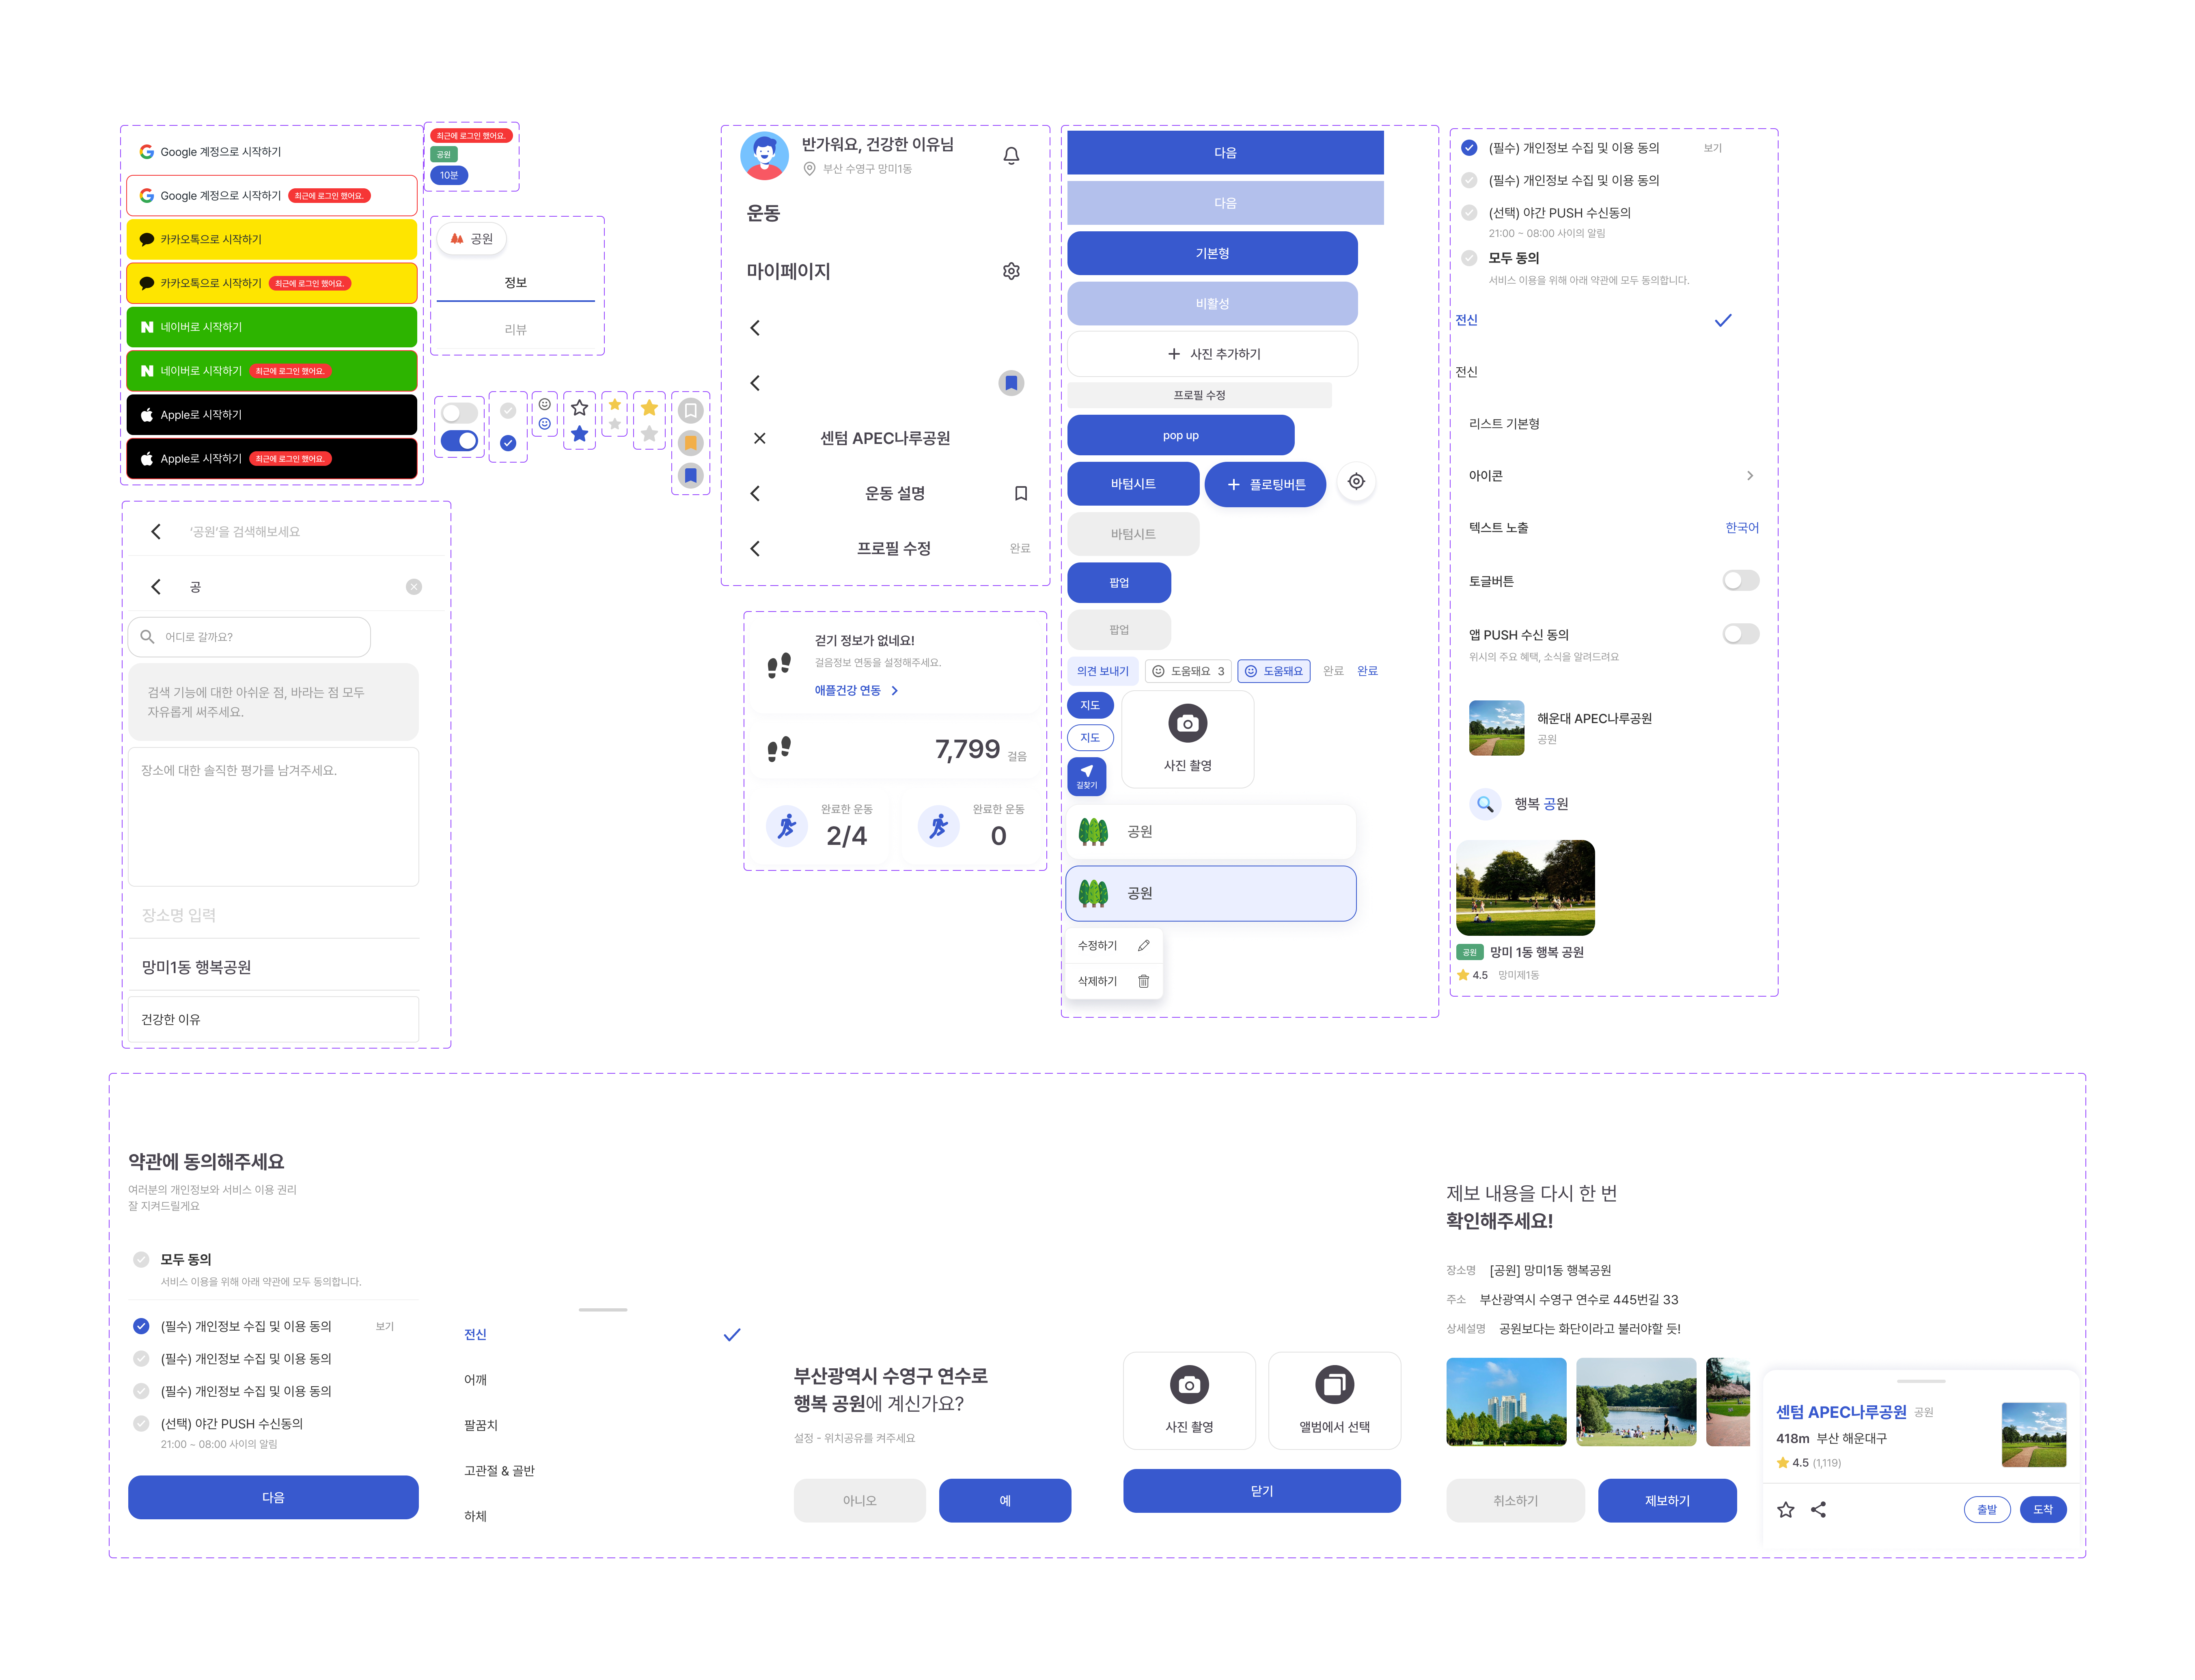 Google 계정으로 시작하기
Google 계정으로 시작하기 최근에 로그인 했어요.
카카오톡으로 시작하기
카카오톡으로 시작하기 최근에 로그인 했어요.
네이버로 시작하기
네이버로 시작하기 최근에 로그인 했어요.
Apple로 시작하기
Apple로 시작하기 최근에 로그인 했어요.
최근에 로그인 했어요.
공원
10분
공원
정보
리뷰
'공원'을 검색해보세요
공
어디로 갈까요?
검색 기능에 대한 아쉬운 점, 바라는 점 모두
자유롭게 써주세요.
장소에 대한 솔직한 평가를 남겨주세요.
장소명 입력
망미1동 행복공원
건강한 이유
반가워요, 건강한 이유님
부산 수영구 망미1동
운동
마이페이지
센텀 APEC나루공원
운동 설명
프로필 수정 완료
걷기 정보가 없네요!
걸음정보 연동을 설정해주세요.
애플건강 연동
7,799 걸음
완료한 운동
2/4
완료한 운동
0
다음
다음
기본형
비활성
사진 추가하기
프로필 수정
pop up
바텀시트 플로팅버튼
바텀시트
팝업
팝업
의견 보내기 도움돼요 3 도움돼요 완료 완료
지도
지도
길찾기
사진 촬영
공원
공원
수정하기
삭제하기
(필수) 개인정보 수집 및 이용 동의 보기
(필수) 개인정보 수집 및 이용 동의
(선택) 야간 PUSH 수신동의
21:00 ~ 08:00 사이의 알림
모두 동의
서비스 이용을 위해 아래 약관에 모두 동의합니다.
전신
전신
리스트 기본형
아이콘
텍스트 노출 한국어
토글버튼
앱 PUSH 수신 동의
위시의 주요 혜택, 소식을 알려드려요
해운대 APEC나루공원
공원
행복 공원
공원 망미 1동 행복 공원
4.5 망미제1동
약관에 동의해주세요
여러분의 개인정보와 서비스 이용 권리
잘 지켜드릴게요
모두 동의
서비스 이용을 위해 아래 약관에 모두 동의합니다.
(필수) 개인정보 수집 및 이용 동의 보기
(필수) 개인정보 수집 및 이용 동의
(필수) 개인정보 수집 및 이용 동의
(선택) 야간 PUSH 수신동의
21:00 ~ 08:00 사이의 알림
다음
전신
어깨
팔꿈치
고관절 & 골반
하체
부산광역시 수영구 연수로
행복 공원에 계신가요?
설정 - 위치공유를 켜주세요
아니오 예
사진 촬영 앨범에서 선택
닫기
제보 내용을 다시 한 번
확인해주세요!
장소명 [공원] 망미1동 행복공원
주소 부산광역시 수영구 연수로 445번길 33
상세설명 공원보다는 화단이라고 불러야할 듯!
취소하기 제보하기
센텀 APEC나루공원 공원
418m 부산 해운대구
4.5 (1,119)
출발 도착